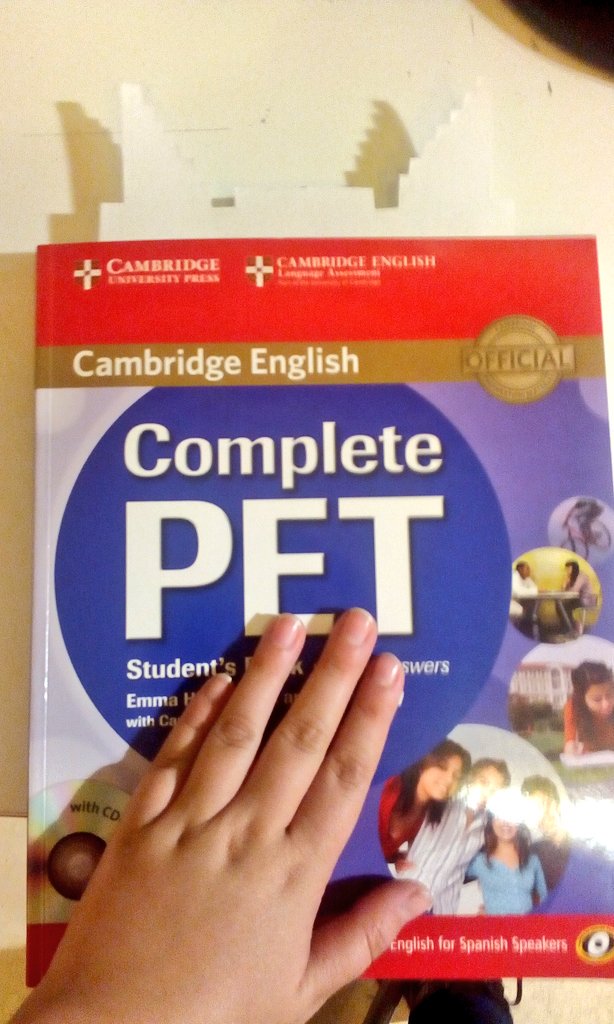 CAMBRIDGE
UNIVERSITY PRESS
CAMBRIDGE ENGLISH
Language Assessment
Cambridge English
OFFICIAL
Complete
PET
Student's
Emma
with
with CD
English for Spanish Speakers